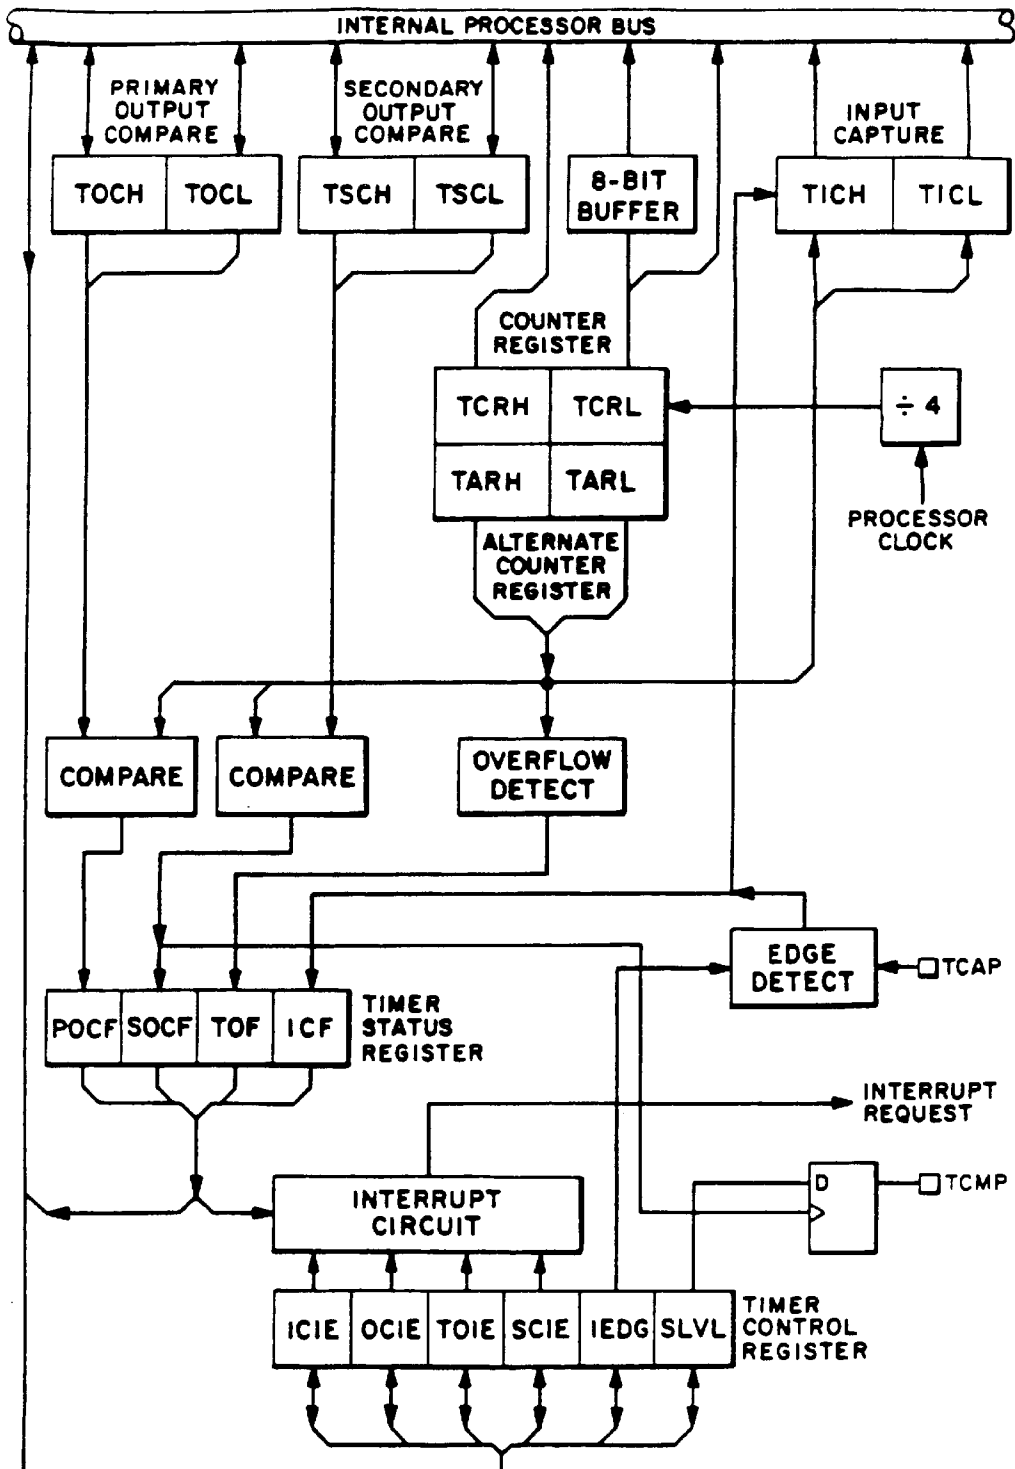 INTERNAL PROCESSOR BUS
PRIMARY
OUTPUT
COMPARE
SECONDARY
OUTPUT
COMPARE
INPUT
CAPTURE
TOCH
TOCL
TSCH
TSCL
8-BIT
BUFFER
TICH
TICL
COUNTER
REGISTER
TCRH
TCRL
÷ 4
TARH
TARL
PROCESSOR
CLOCK
ALTERNATE
COUNTER
REGISTER
COMPARE
COMPARE
OVERFLOW
DETECT
EDGE
DETECT
TCAP
POCF
SOCF
TOF
ICF
TIMER
STATUS
REGISTER
INTERRUPT
REQUEST
INTERRUPT
CIRCUIT
D
TCMP
ICIE
OCIE
TOIE
SCIE
IEDG
SLVL
TIMER
CONTROL
REGISTER